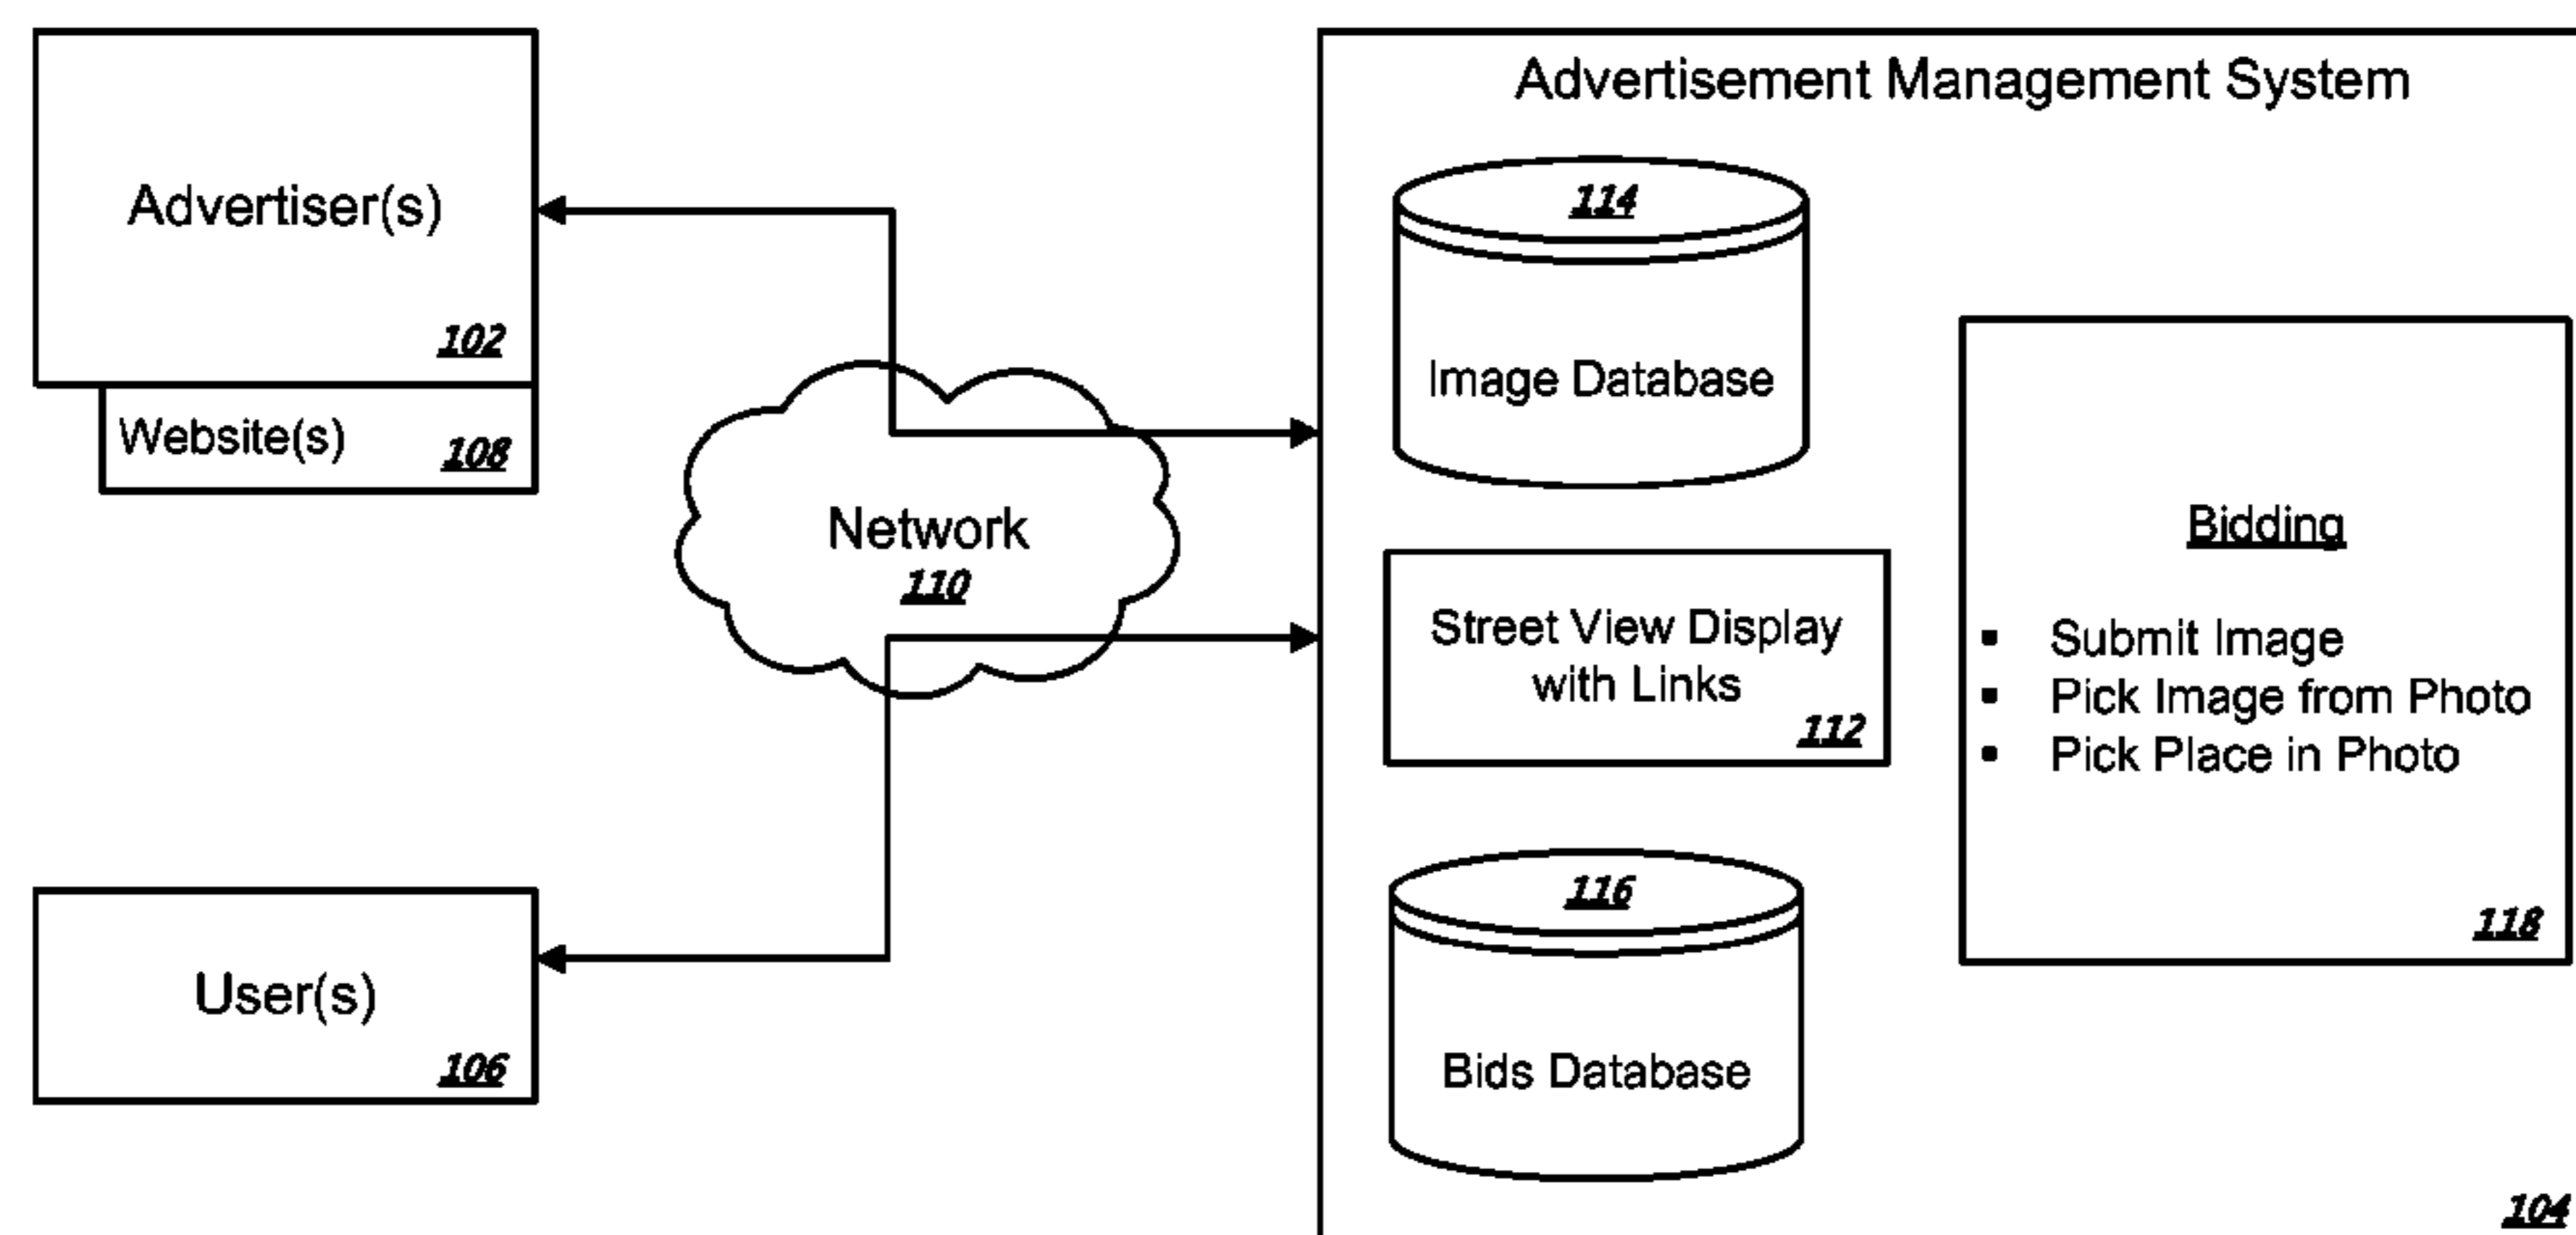 Advertisement Management System
Advertiser(s)
102
Website(s)
108
Network
110
User(s)
106
114
Image Database
Street View Display
with Links
112
116
Bids Database
Bidding
▪ Submit Image
▪ Pick Image from Photo
▪ Pick Place in Photo
118
104